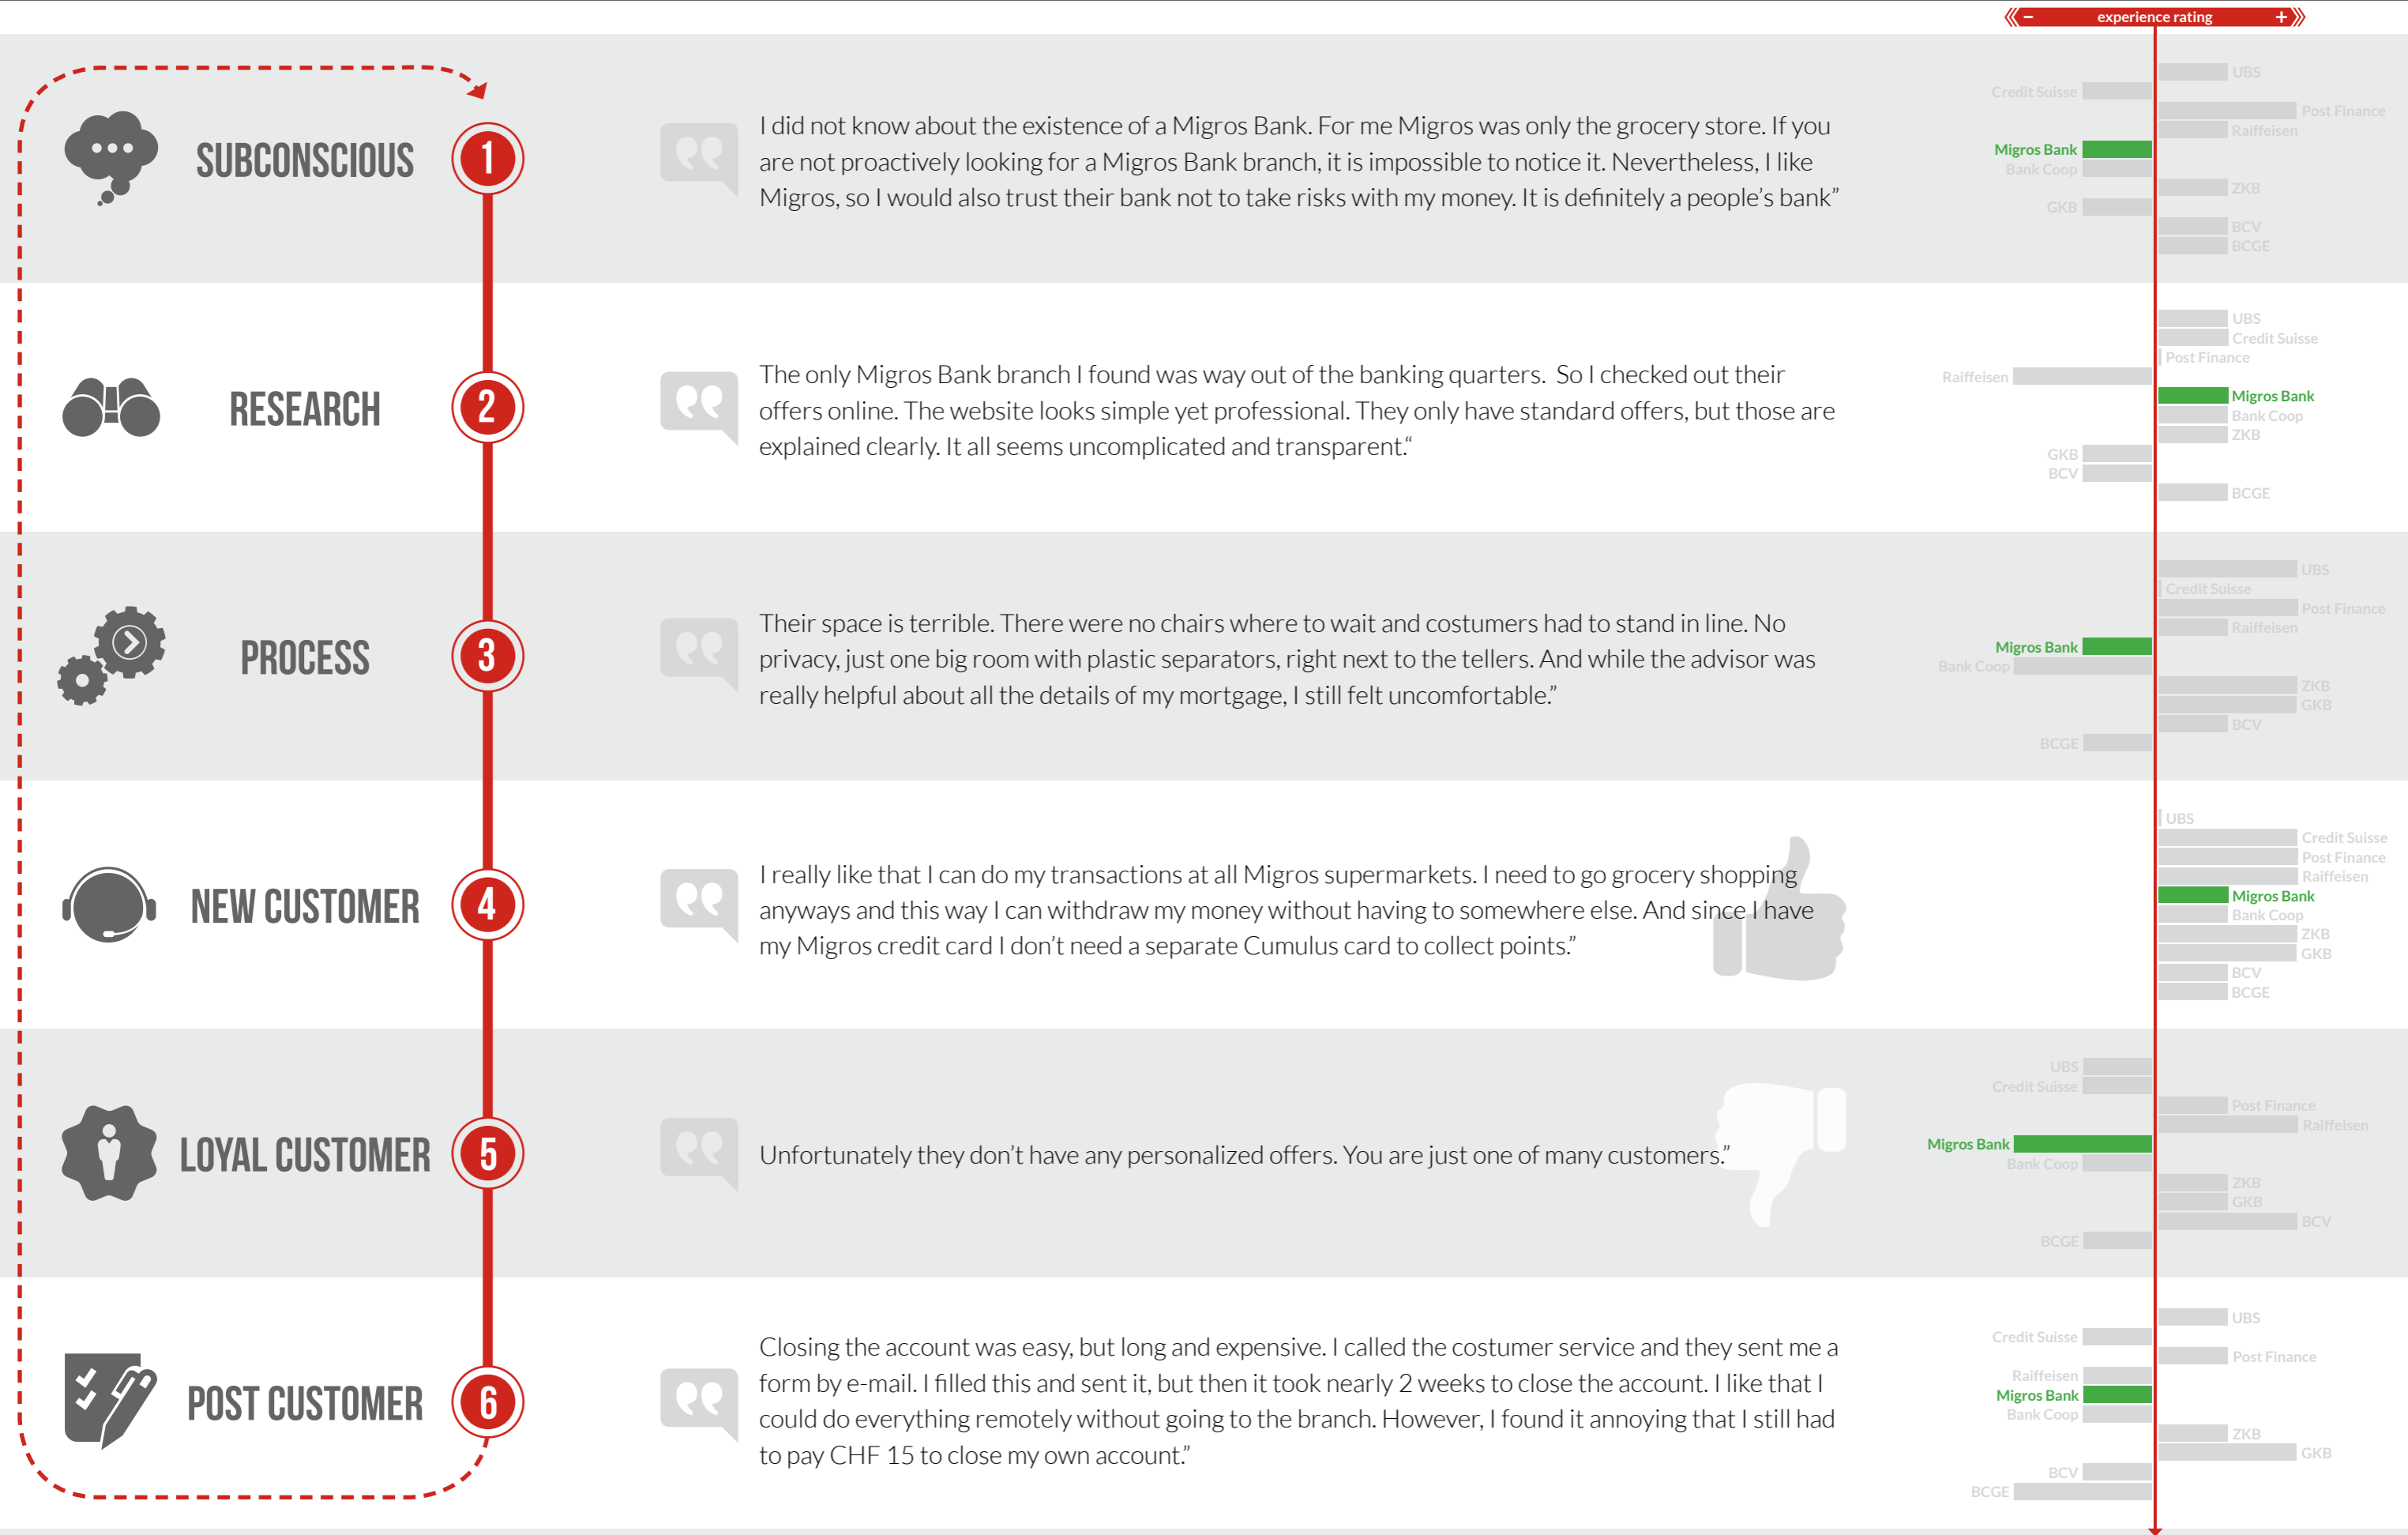 − experience rating +
SUBCONSCIOUS
1
I did not know about the existence of a Migros Bank. For me Migros was only the grocery store. If you
are not proactively looking for a Migros Bank branch, it is impossible to notice it. Nevertheless, I like
Migros, so I would also trust their bank not to take risks with my money. It is definitely a people's bank”
UBS
Credit Suisse
Post Finance
Raiffeisen
Migros Bank
Bank Coop
ZKB
GKB
BCV
BCGE
RESEARCH
2
The only Migros Bank branch I found was way out of the banking quarters.  So I checked out their
offers online. The website looks simple yet professional. They only have standard offers, but those are
explained clearly. It all seems uncomplicated and transparent.“
UBS
Credit Suisse
Post Finance
Raiffeisen
Migros Bank
Bank Coop
ZKB
GKB
BCV
BCGE
PROCESS
3
Their space is terrible. There were no chairs where to wait and costumers had to stand in line. No
privacy, just one big room with plastic separators, right next to the tellers. And while the advisor was
really helpful about all the details of my mortgage, I still felt uncomfortable.”
UBS
Credit Suisse
Post Finance
Raiffeisen
Migros Bank
Bank Coop
ZKB
GKB
BCV
BCGE
NEW CUSTOMER
4
I really like that I can do my transactions at all Migros supermarkets. I need to go grocery shopping
anyways and this way I can withdraw my money without having to somewhere else. And since I have
my Migros credit card I don't need a separate Cumulus card to collect points.”
UBS
Credit Suisse
Post Finance
Raiffeisen
Migros Bank
Bank Coop
ZKB
GKB
BCV
BCGE
LOYAL CUSTOMER
5
Unfortunately they don't have any personalized offers. You are just one of many customers.”
UBS
Credit Suisse
Post Finance
Raiffeisen
Migros Bank
Bank Coop
ZKB
GKB
BCV
BCGE
POST CUSTOMER
6
Closing the account was easy, but long and expensive. I called the costumer service and they sent me a
form by e-mail. I filled this and sent it, but then it took nearly 2 weeks to close the account. I like that I
could do everything remotely without going to the branch. However, I found it annoying that I still had
to pay CHF 15 to close my own account.”
UBS
Credit Suisse
Post Finance
Raiffeisen
Migros Bank
Bank Coop
ZKB
GKB
BCV
BCGE